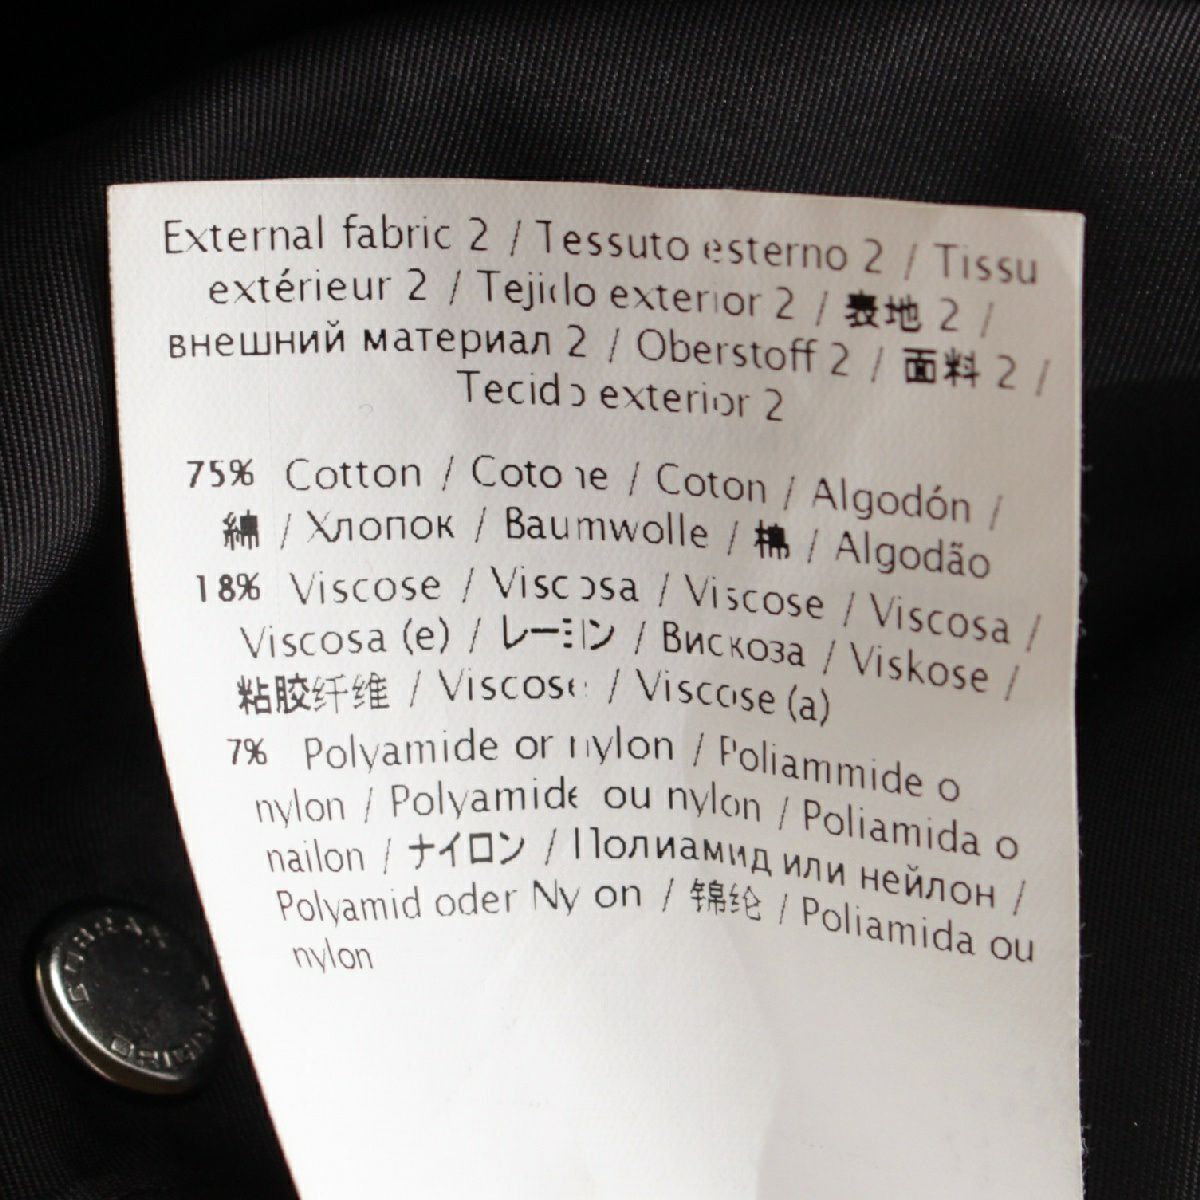 External fabric 2 / Tessuto esterno 2 / Tissu
extérieur 2 / Tejido exterior 2 / 表地 2 /
внешний материал 2 / Oberstoff 2 / 面料 2 /
Tecido exterior 2
75% Cotton / Cotone / Coton / Algodón /
綿 / Хлопок / Baumwolle / 棉 / Algodão
18% Viscose / Viscosa / Viscose / Viscosa /
Viscosa (e) / レーヨン / Вискоза / Viskose /
粘胶纤维 / Viscose / Viscose (a)
7% Polyamide or nylon / Poliammide o
nylon / Polyamide ou nylon / Poliamida o
nailon / ナイロン / Полиамид или нейлон /
Polyamid oder Nylon / 锦纶 / Poliamida ou
nylon
ORIGINAL